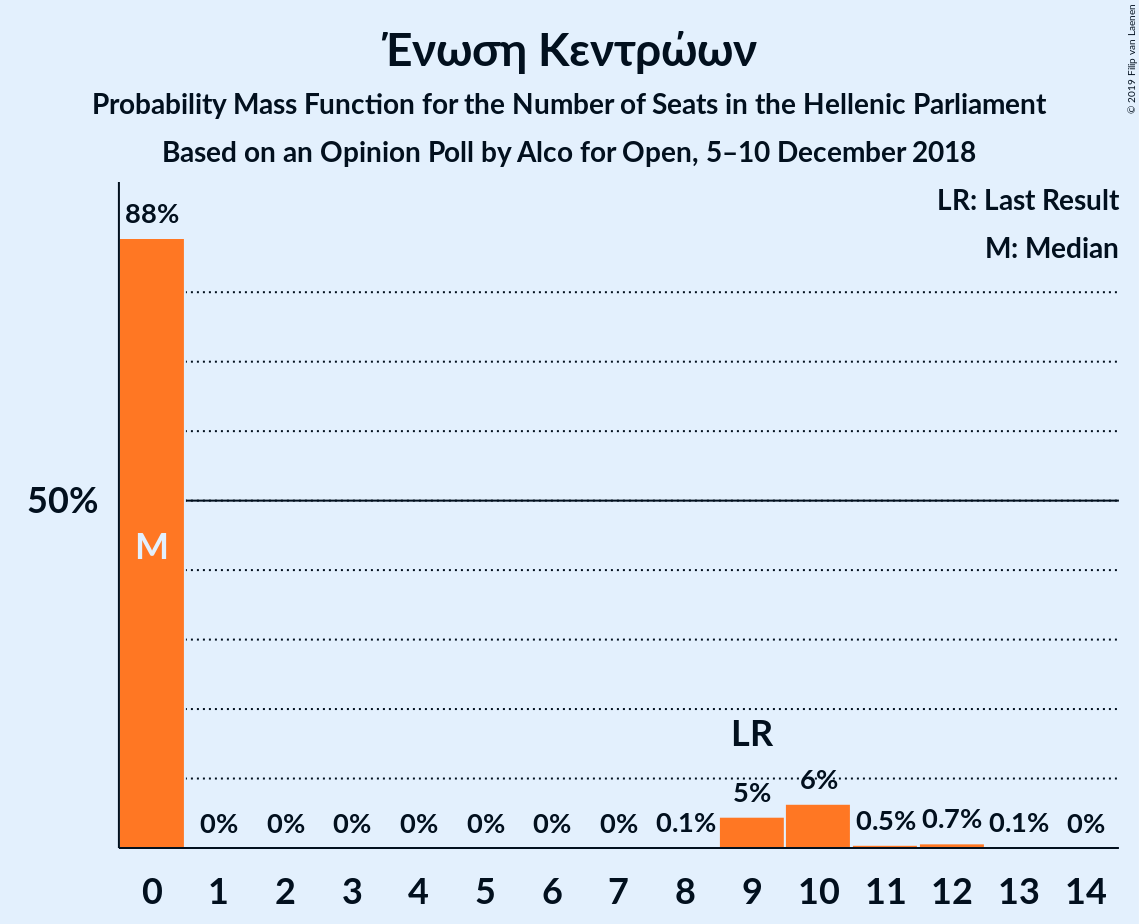 Ένωση Κεντρώων
Probability Mass Function for the Number of Seats in the Hellenic Parliament
Based on an Opinion Poll by Alco for Open, 5–10 December 2018
© 2019 Filip van Laenen
LR: Last Result
M: Median
88%
50%
M
LR
0% 0% 0% 0% 0% 0% 0% 0.1% 5% 6% 0.5% 0.7% 0.1% 0%
0 1 2 3 4 5 6 7 8 9 10 11 12 13 14